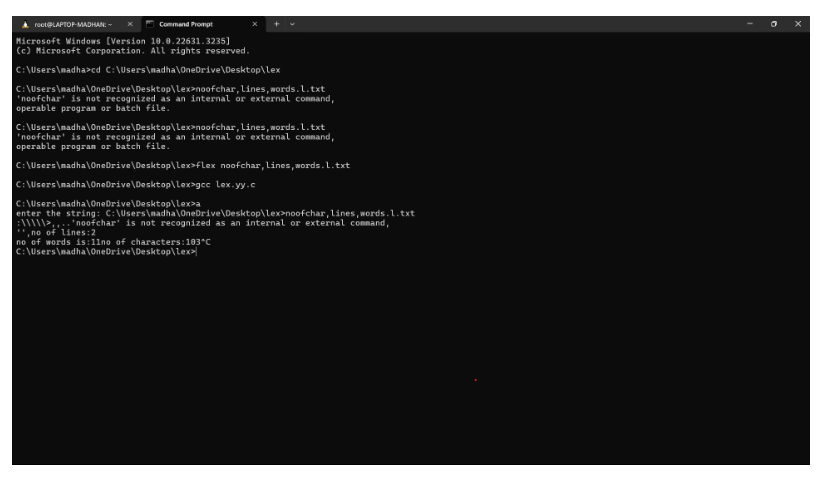 root@LAPTOP-MADHAN: ~ Command Prompt
Microsoft Windows [Version 10.0.22631.3235]
(c) Microsoft Corporation. All rights reserved.
C:\Users\madha>cd C:\Users\madha\OneDrive\Desktop\lex
C:\Users\madha\OneDrive\Desktop\lex>noofchar,lines,words.l.txt
'noofchar' is not recognized as an internal or external command,
operable program or batch file.
C:\Users\madha\OneDrive\Desktop\lex>noofchar,lines,words.l.txt
'noofchar' is not recognized as an internal or external command,
operable program or batch file.
C:\Users\madha\OneDrive\Desktop\lex>flex noofchar,lines,words.l.txt
C:\Users\madha\OneDrive\Desktop\lex>gcc lex.yy.c
C:\Users\madha\OneDrive\Desktop\lex>a
enter the string: C:\Users\madha\OneDrive\Desktop\lex>noofchar,lines,words.l.txt
:\\\\\>,,..'noofchar' is not recognized as an internal or external command,
'',no of lines:2
no of words is:11no of characters:103^C
C:\Users\madha\OneDrive\Desktop\lex>